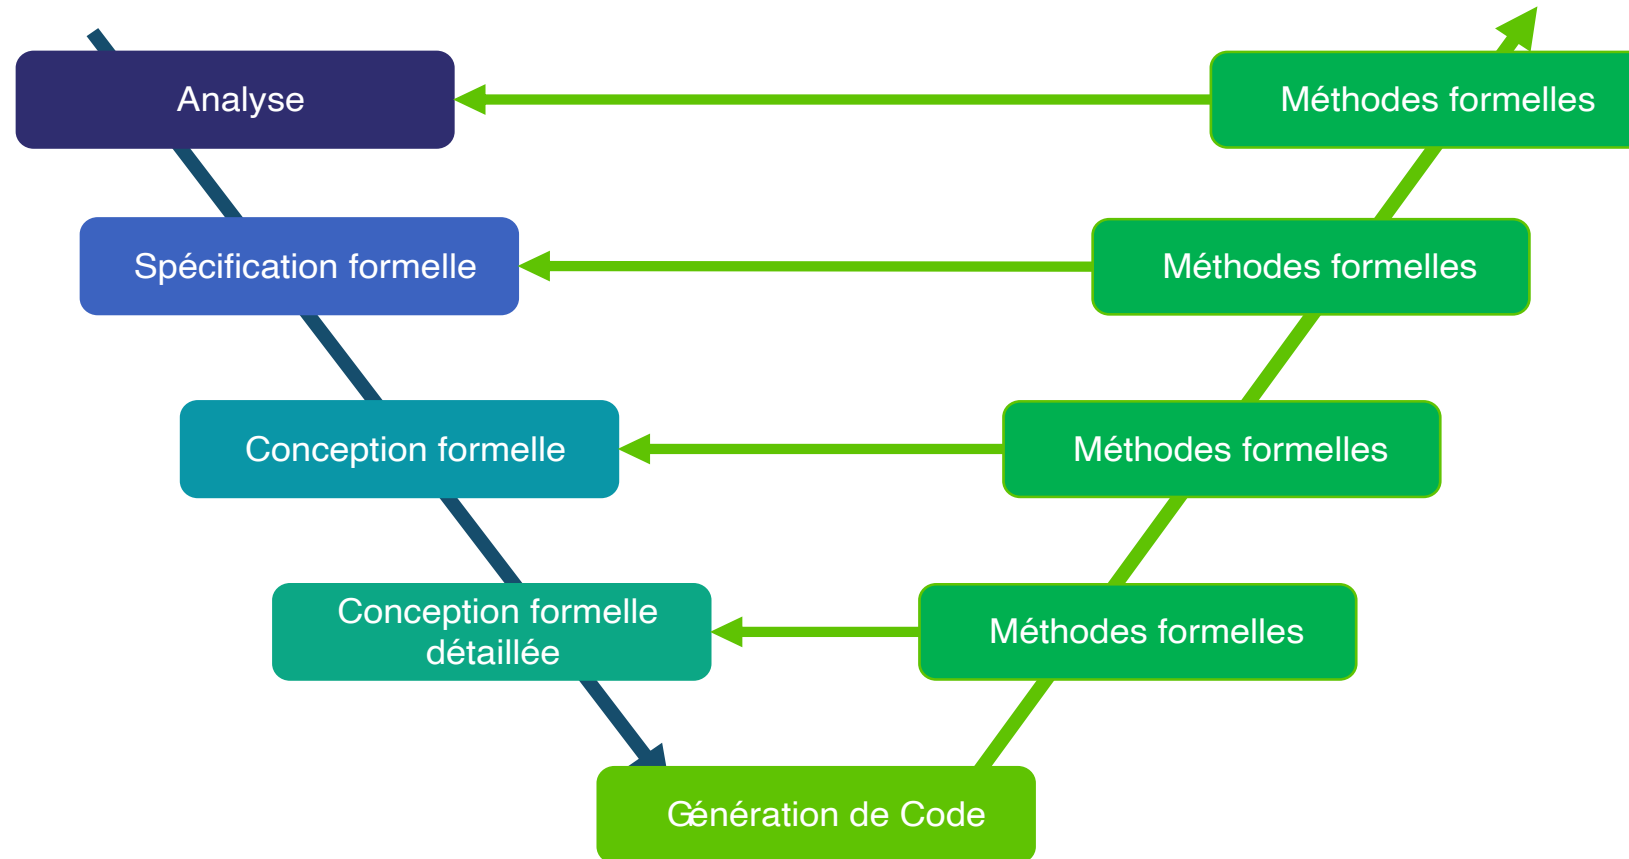 Analyse
Méthodes formelles
Spécification formelle
Méthodes formelles
Conception formelle
Méthodes formelles
Conception formelle
détaillée
Méthodes formelles
Génération de Code